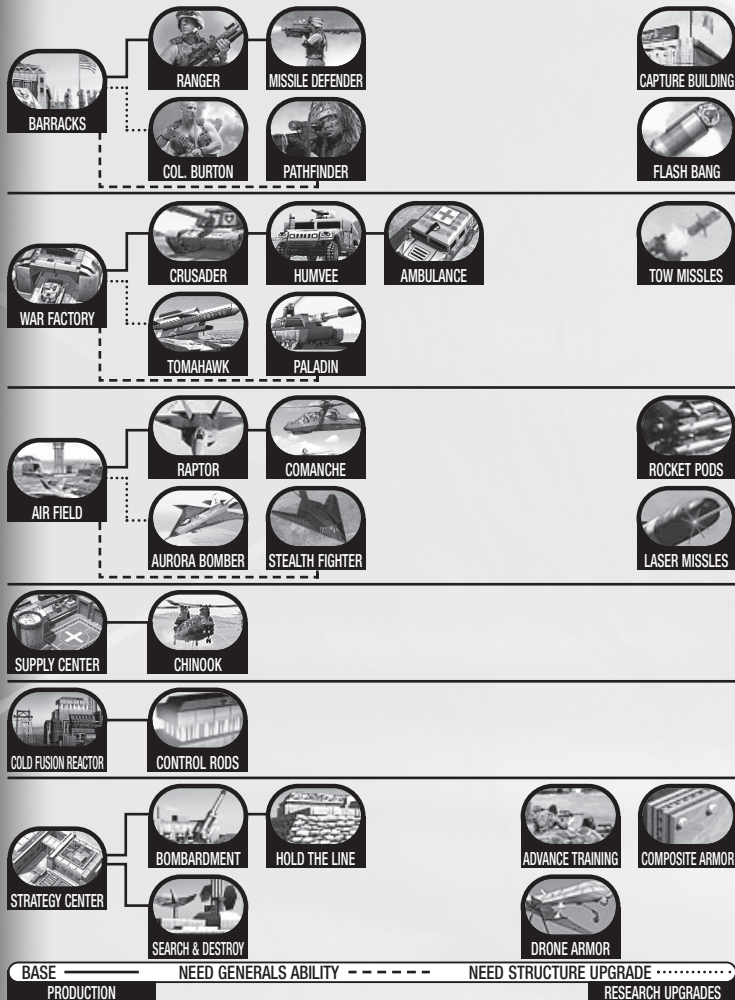 RANGER MISSILE DEFENDER CAPTURE BUILDING
BARRACKS
COL. BURTON PATHFINDER FLASH BANG
CRUSADER HUMVEE AMBULANCE TOW MISSLES
WAR FACTORY
TOMAHAWK PALADIN
RAPTOR COMANCHE ROCKET PODS
AIR FIELD
AURORA BOMBER STEALTH FIGHTER LASER MISSLES
SUPPLY CENTER CHINOOK
COLD FUSION REACTOR CONTROL RODS
BOMBARDMENT HOLD THE LINE ADVANCE TRAINING COMPOSITE ARMOR
STRATEGY CENTER
SEARCH & DESTROY DRONE ARMOR
BASE NEED GENERALS ABILITY NEED STRUCTURE UPGRADE
PRODUCTION RESEARCH UPGRADES